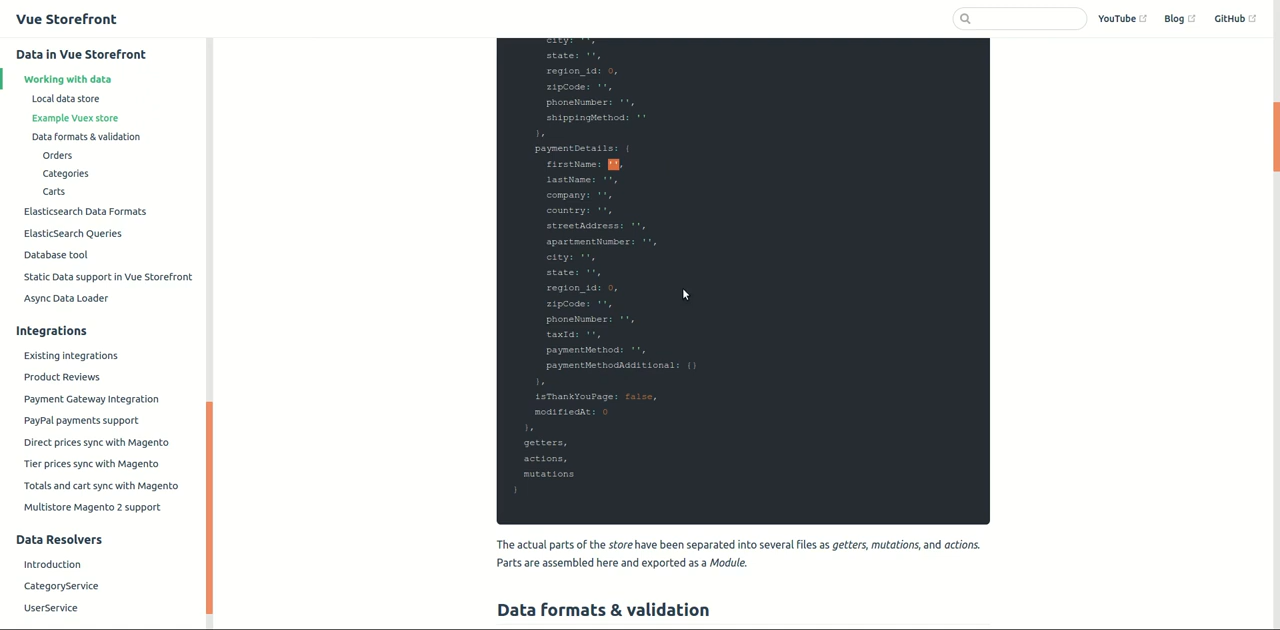 Vue Storefront
YouTube
Blog
GitHub
Data in Vue Storefront
Working with data
Local data store
Example Vuex store
Data formats & validation
Orders
Categories
Carts
Elasticsearch Data Formats
ElasticSearch Queries
Database tool
Static Data support in Vue Storefront
Async Data Loader
Integrations
Existing integrations
Product Reviews
Payment Gateway Integration
PayPal payments support
Direct prices sync with Magento
Tier prices sync with Magento
Totals and cart sync with Magento
Multistore Magento 2 support
Data Resolvers
Introduction
CategoryService
UserService
city: '',
state: '',
region_id: 0,
zipCode: '',
phoneNumber: '',
shippingMethod: ''
},
paymentDetails: {
firstName: '',
lastName: '',
company: '',
country: '',
streetAddress: '',
apartmentNumber: '',
city: '',
state: '',
region_id: 0,
zipCode: '',
phoneNumber: '',
taxId: '',
paymentMethod: '',
paymentMethodAdditional: {}
},
isThankYouPage: false,
modifiedAt: 0
},
getters,
actions,
mutations
}
The actual parts of the store have been separated into several files as getters, mutations, and actions.
Parts are assembled here and exported as a Module.
Data formats & validation